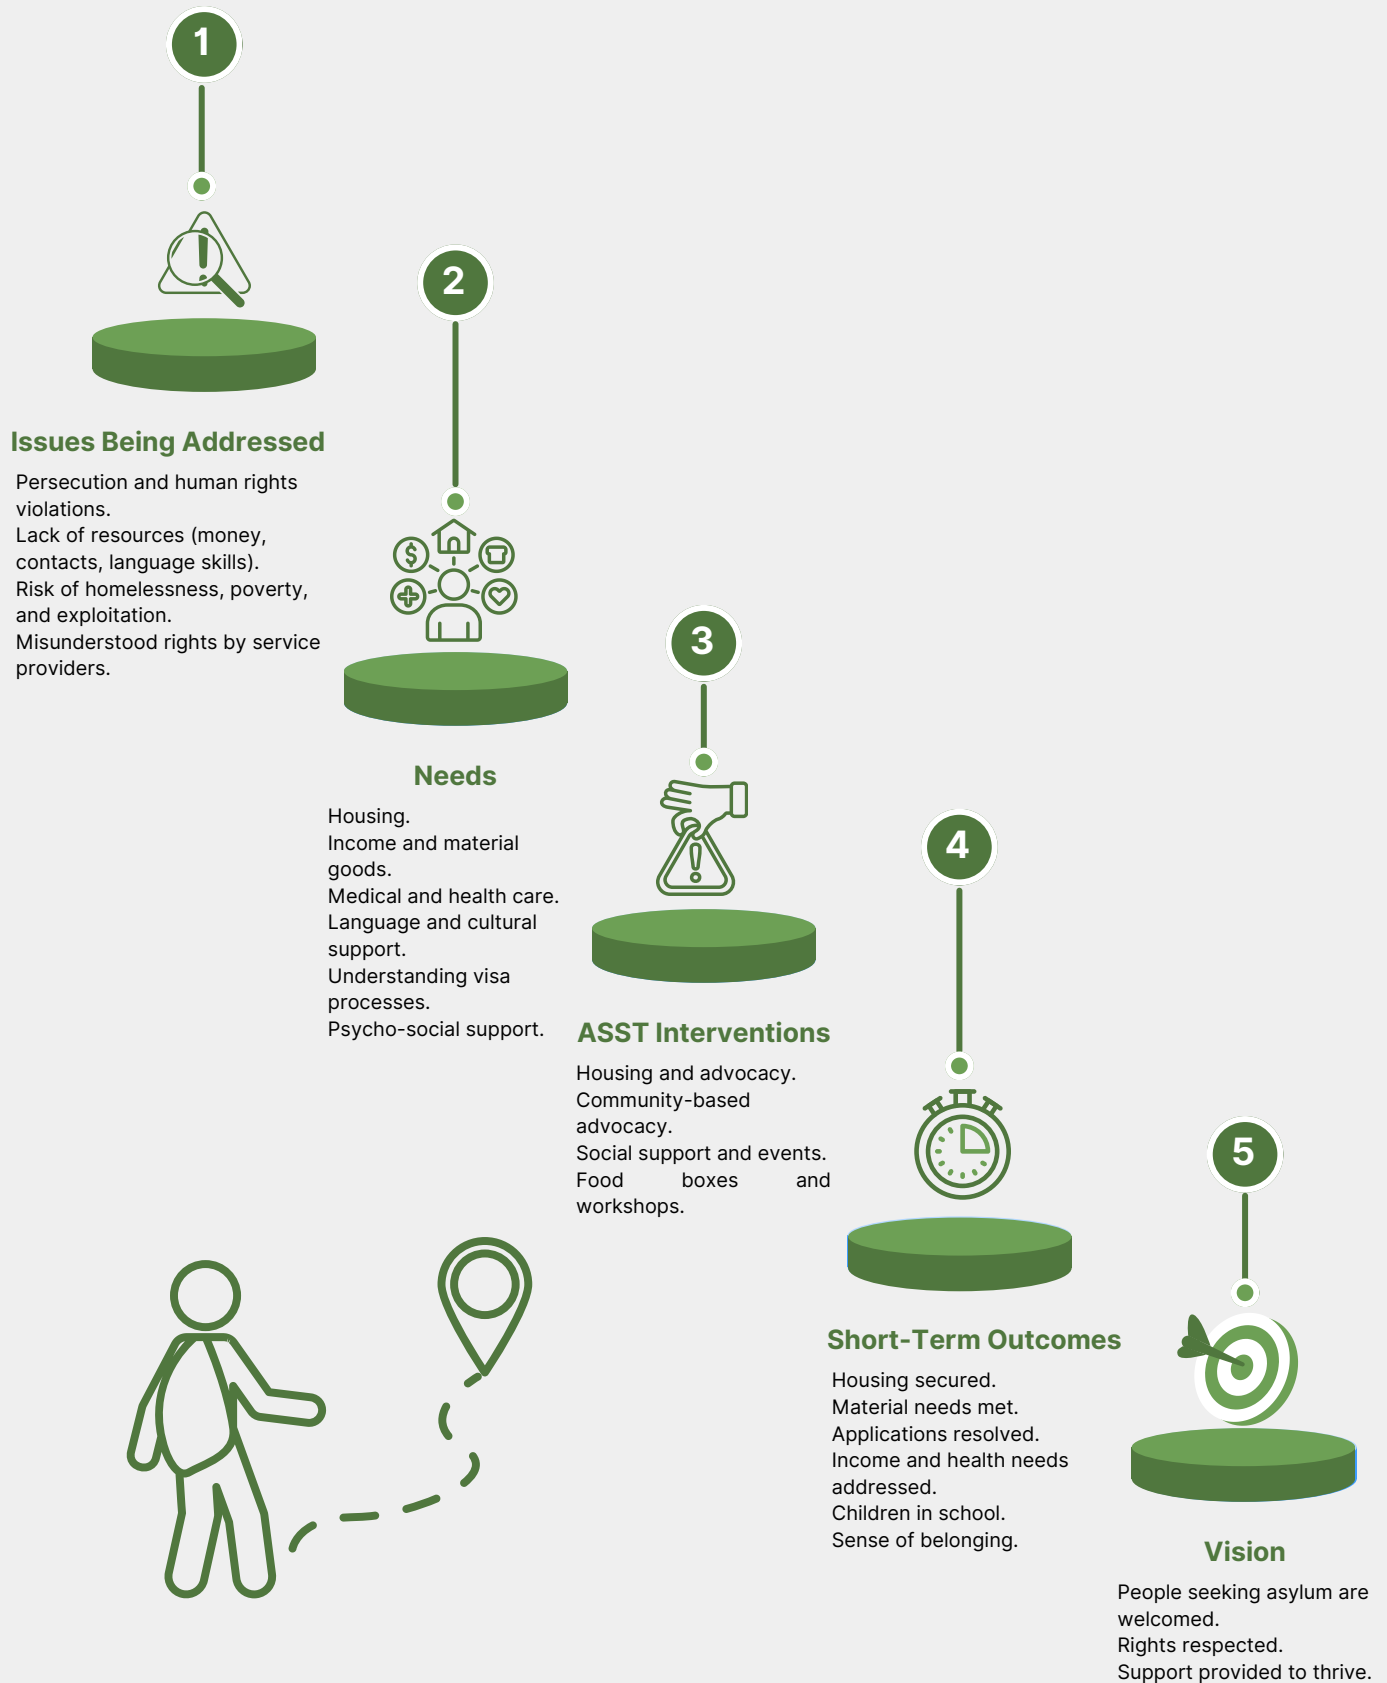 1
Issues Being Addressed
Persecution and human rights
violations.
Lack of resources (money,
contacts, language skills).
Risk of homelessness, poverty,
and exploitation.
Misunderstood rights by service
providers.
2
$
Needs
Housing.
Income and material
goods.
Medical and health care.
Language and cultural
support.
Understanding visa
processes.
Psycho-social support.
3
ASST Interventions
Housing and advocacy.
Community-based
advocacy.
Social support and events.
Food boxes and
workshops.
4
Short-Term Outcomes
Housing secured.
Material needs met.
Applications resolved.
Income and health needs
addressed.
Children in school.
Sense of belonging.
5
Vision
People seeking asylum are
welcomed.
Rights respected.
Support provided to thrive.